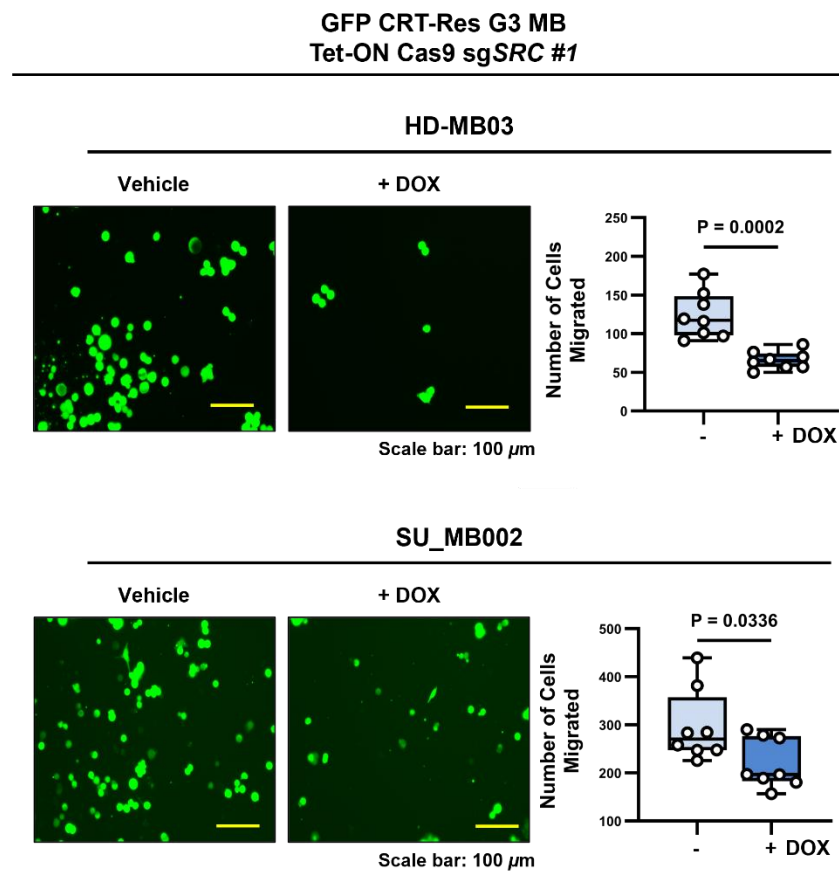 GFP CRT-Res G3 MB
Tet-ON Cas9 sgSRC #1
HD-MB03
Vehicle
+ DOX
Scale bar: 100 µm
Number of Cells
Migrated
250
200
150
100
50
0
P = 0.0002
-
+ DOX
SU_MB002
Vehicle
+ DOX
Scale bar: 100 µm
Number of Cells
Migrated
500
400
300
200
100
P = 0.0336
-
+ DOX